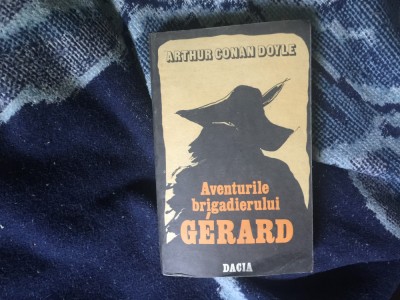 ARTHUR CONAN DOYLE
Aventurile
brigadierului
GÉRARD
DACIA